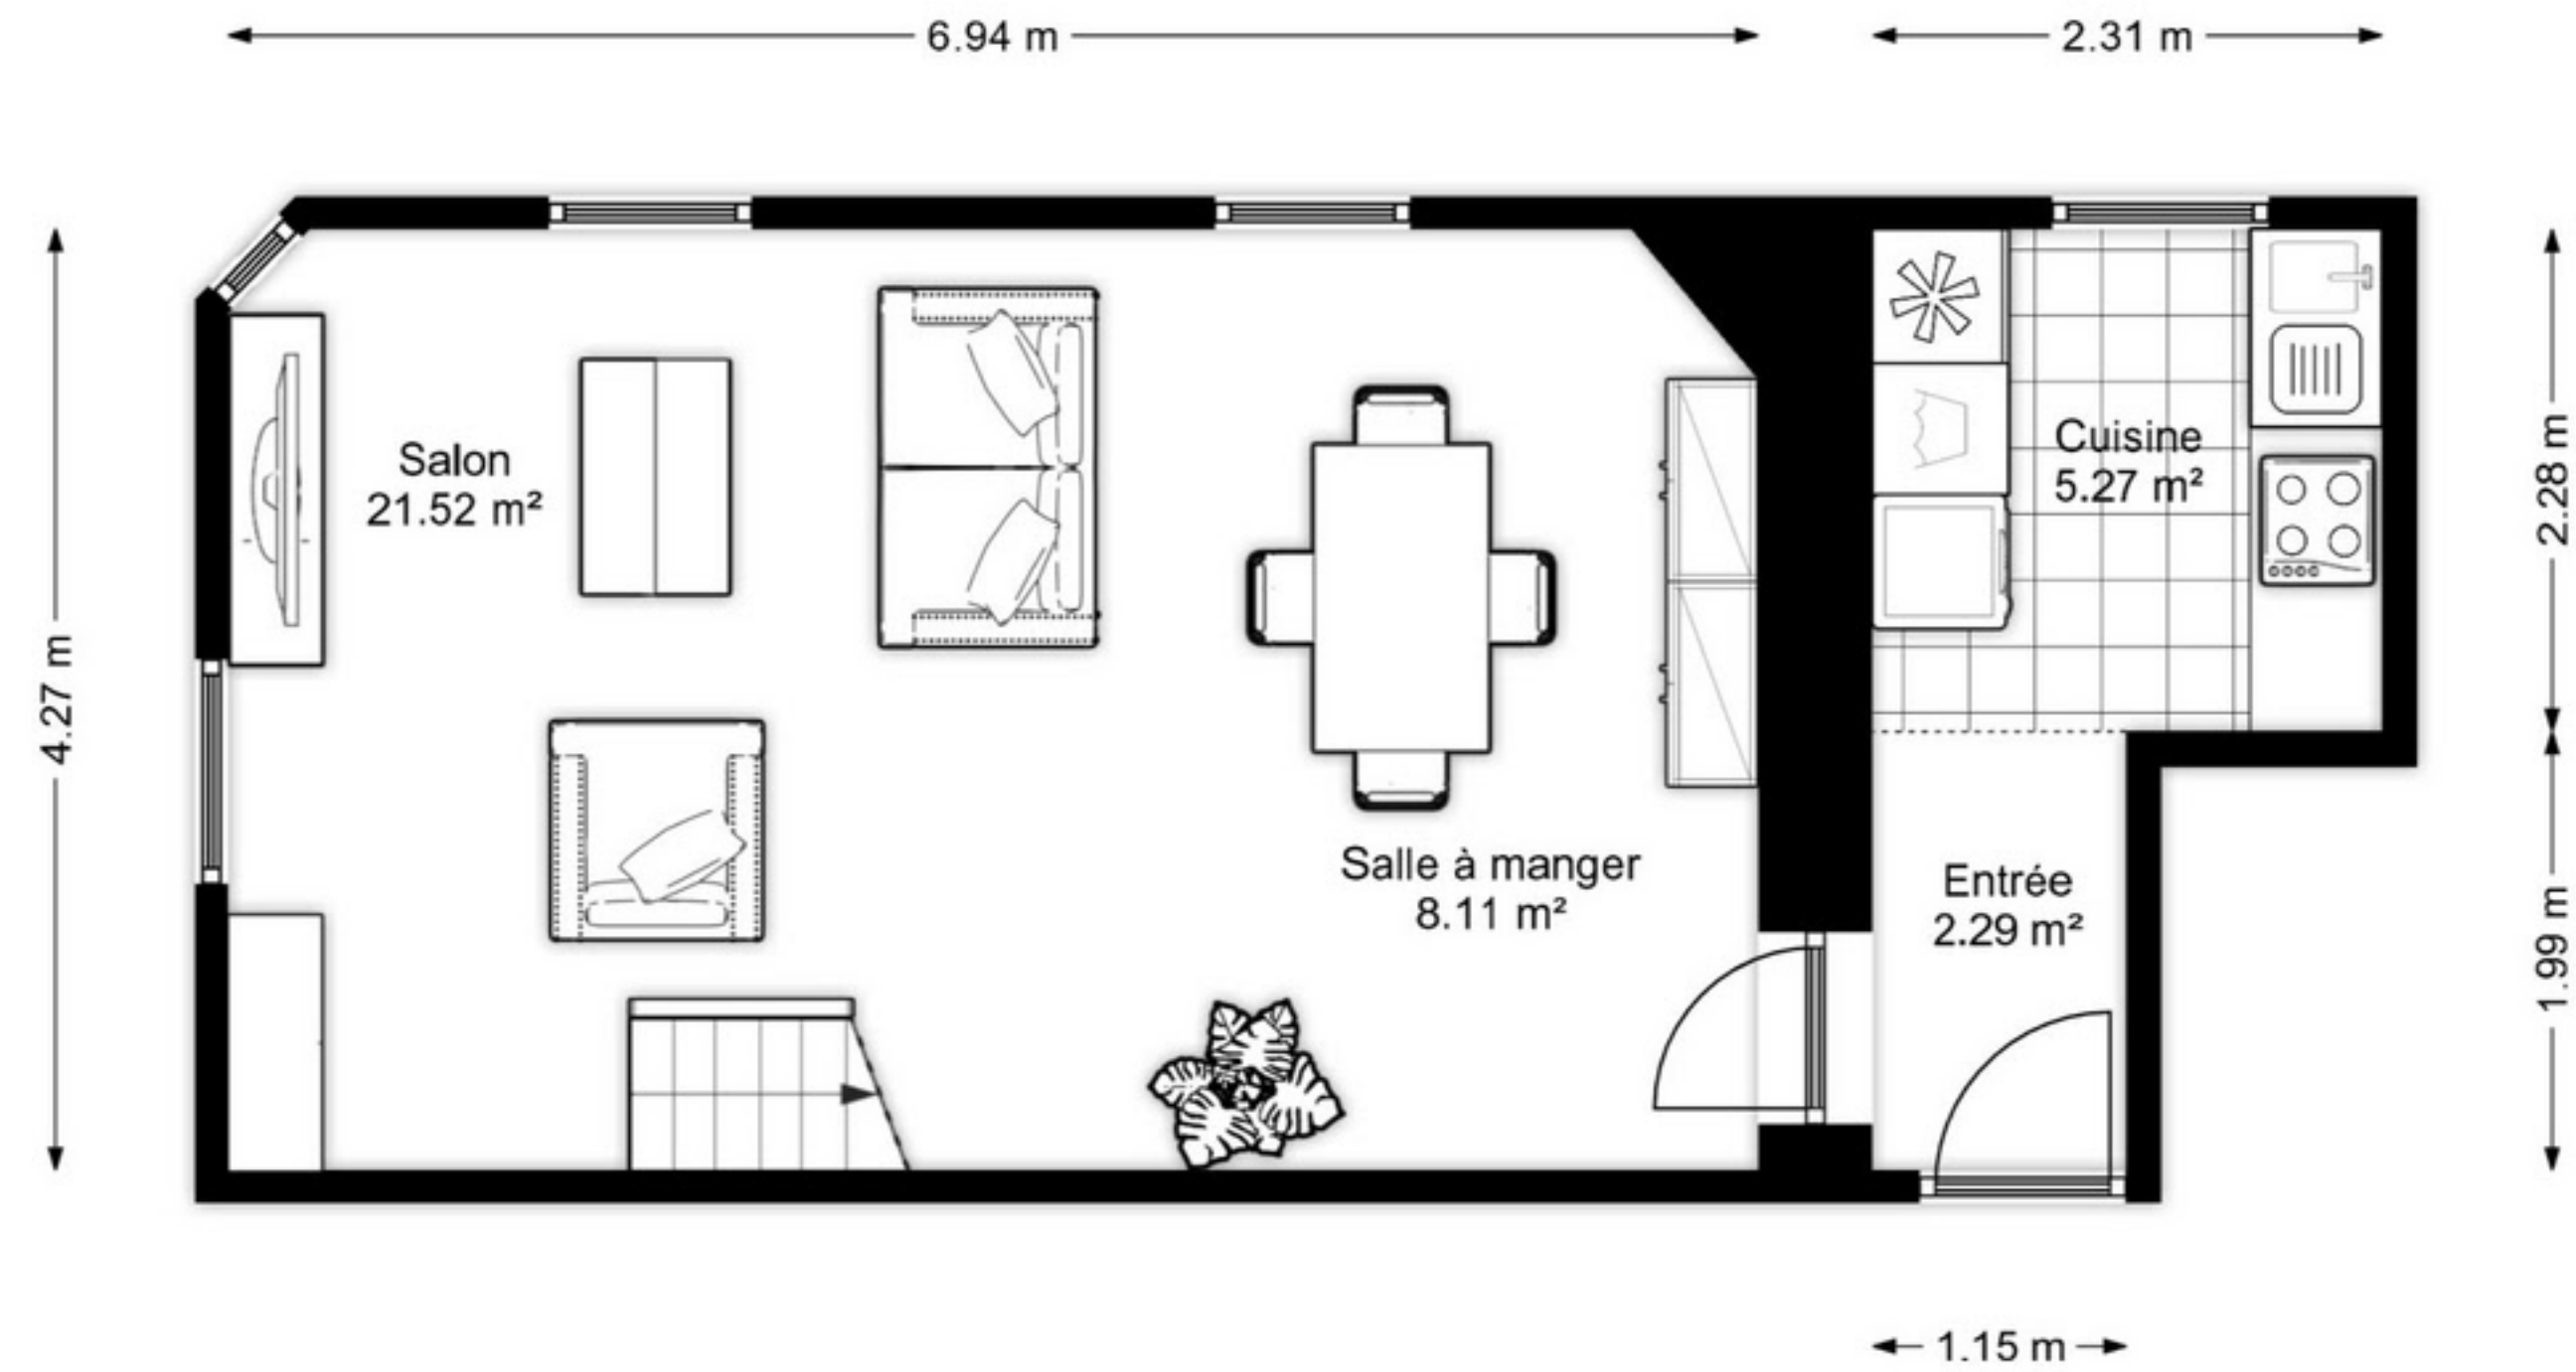 6.94 m
2.31 m
Salon
21.52 m²
Cuisine
5.27 m²
2.28 m
4.27 m
Salle à manger
8.11 m²
Entrée
2.29 m²
1.99 m
1.15 m